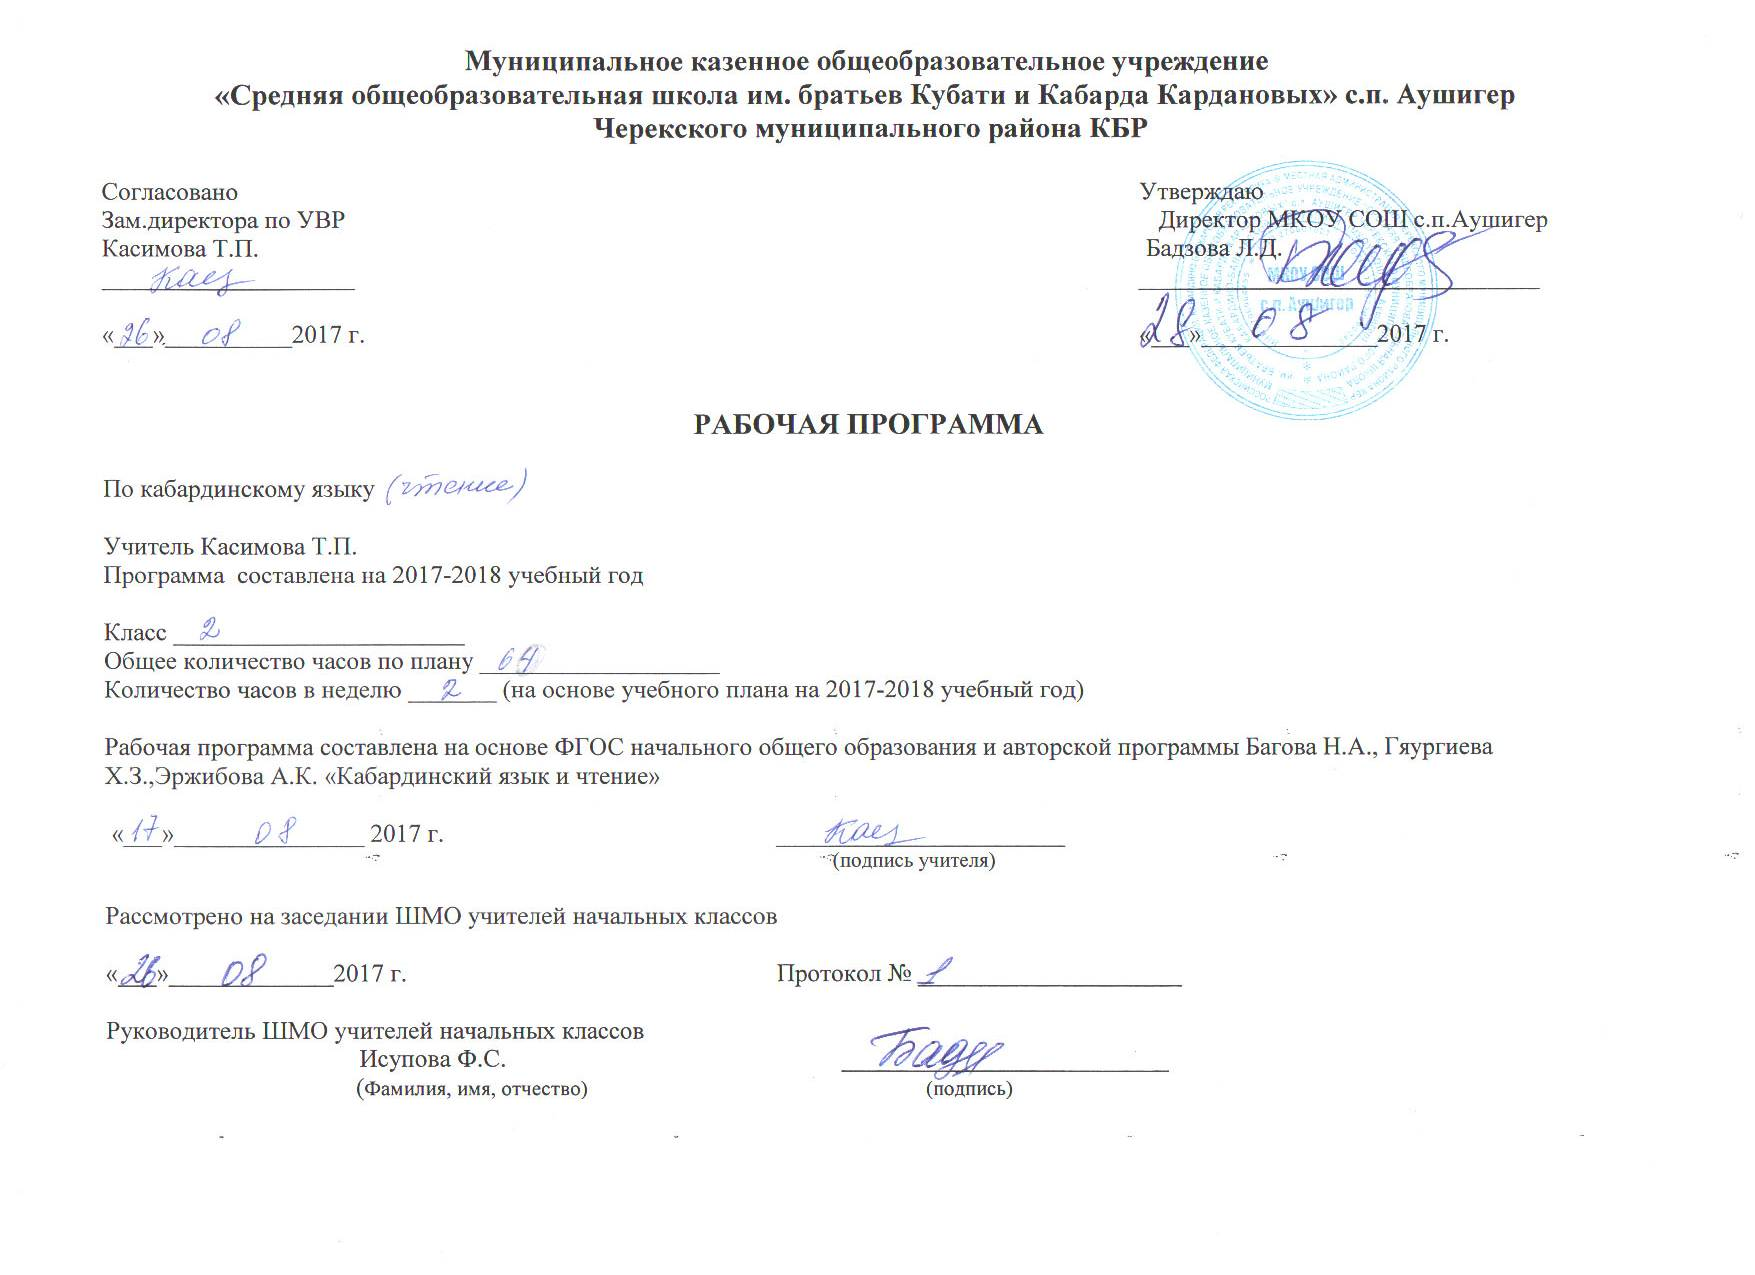 Муниципальное казенное общеобразовательное учреждение
«Средняя общеобразовательная школа им. братьев Кубати и Кабарда Кардановых» с.п. Аушигер
Черекского муниципального района КБР
Согласовано
Зам.директора по УВР
Касимова Т.П.
«26» 08 2017 г.
Утверждаю
Директор МКОУ СОШ с.п.Аушигер
Бадзова Л.Д.
МКОУ СОШ
с.п.Аушигер
«28» 08 2017 г.
РАБОЧАЯ ПРОГРАММА
По кабардинскому языку (чтение)
Учитель Касимова Т.П.
Программа составлена на 2017-2018 учебный год
Класс 2
Общее количество часов по плану 64
Количество часов в неделю 2 (на основе учебного плана на 2017-2018 учебный год)
Рабочая программа составлена на основе ФГОС начального общего образования и авторской программы Багова Н.А., Гяургиева
Х.З.,Эржибова А.К. «Кабардинский язык и чтение»
«17» 08 2017 г.
(подпись учителя)
Рассмотрено на заседании ШМО учителей начальных классов
«26» 08 2017 г. Протокол № 1
Руководитель ШМО учителей начальных классов
Исупова Ф.С.
(Фамилия, имя, отчество) (подпись)